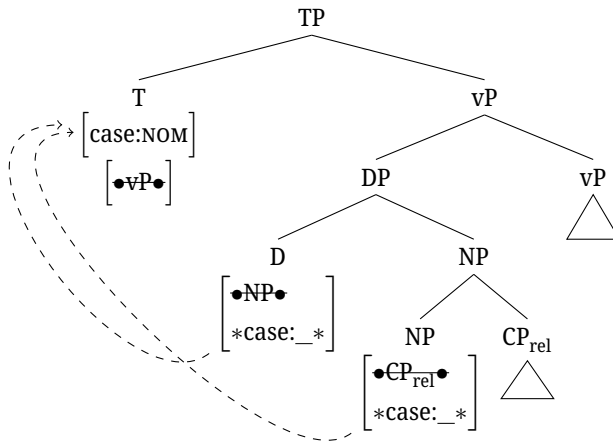 TP
T vP
[case:NOM]
[●vP●]
DP vP
D NP
[●NP●
∗case:_∗]
NP CPrel
[●CPrel●
∗case:_∗]